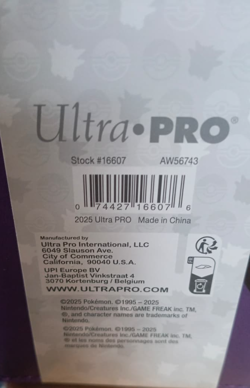 Ultra•PRO®
Stock #16607 AW56743
0 74427 16607 6
2025 Ultra PRO Made in China
Manufactured by
Ultra Pro International, LLC
6049 Slauson Ave.
City of Commerce
California, 90040 U.S.A.
UPI Europe BV
Jan-Baptist Vinkstraat 4
3070 Kortenburg / Belgium
WWW.ULTRAPRO.COM
©2025 Pokémon. ©1995 – 2025
Nintendo/Creatures Inc./GAME FREAK inc. TM,
®, and character names are trademarks of
Nintendo.
©2025 Pokémon. ©1995 – 2025
Nintendo/Creatures Inc./GAME FREAK inc. TM,
® et les noms des personnages sont des
marques de Nintendo.